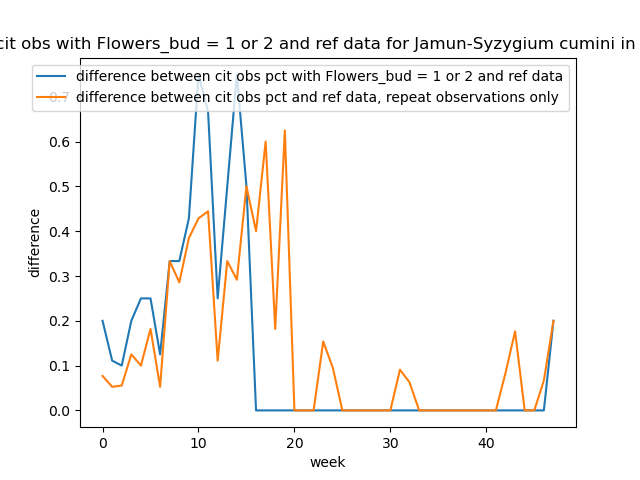 cit obs with Flowers_bud = 1 or 2 and ref data for Jamun-Syzygium cumini in
difference between cit obs pct with Flowers_bud = 1 or 2 and ref data
difference between cit obs pct and ref data, repeat observations only
0.7
0.6
0.5
0.4
0.3
0.2
0.1
0.0
difference
0 10 20 30 40
week